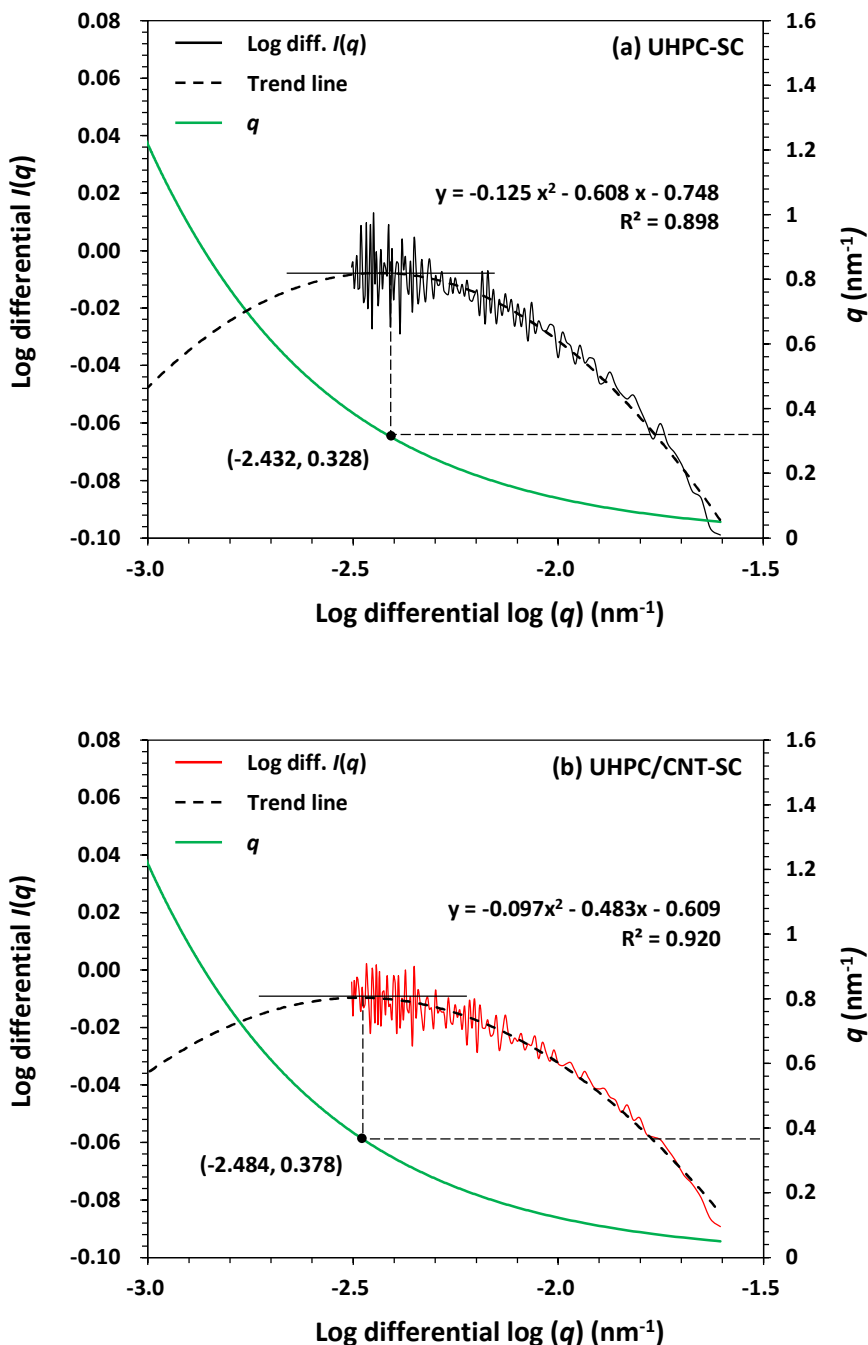 Log diff. I(q)
Trend line
q
(a) UHPC-SC
y = -0.125 x² - 0.608 x - 0.748
R² = 0.898
(-2.432, 0.328)
0.08
0.06
0.04
0.02
0.00
-0.02
-0.04
-0.06
-0.08
-0.10
Log differential I(q)
1.6
1.4
1.2
1
0.8
0.6
0.4
0.2
0
q (nm⁻¹)
-3.0 -2.5 -2.0 -1.5
Log differential log (q) (nm⁻¹)
Log diff. I(q)
Trend line
q
(b) UHPC/CNT-SC
y = -0.097x² - 0.483x - 0.609
R² = 0.920
(-2.484, 0.378)
0.08
0.06
0.04
0.02
0.00
-0.02
-0.04
-0.06
-0.08
-0.10
Log differential I(q)
1.6
1.4
1.2
1
0.8
0.6
0.4
0.2
0
q (nm⁻¹)
-3.0 -2.5 -2.0 -1.5
Log differential log (q) (nm⁻¹)